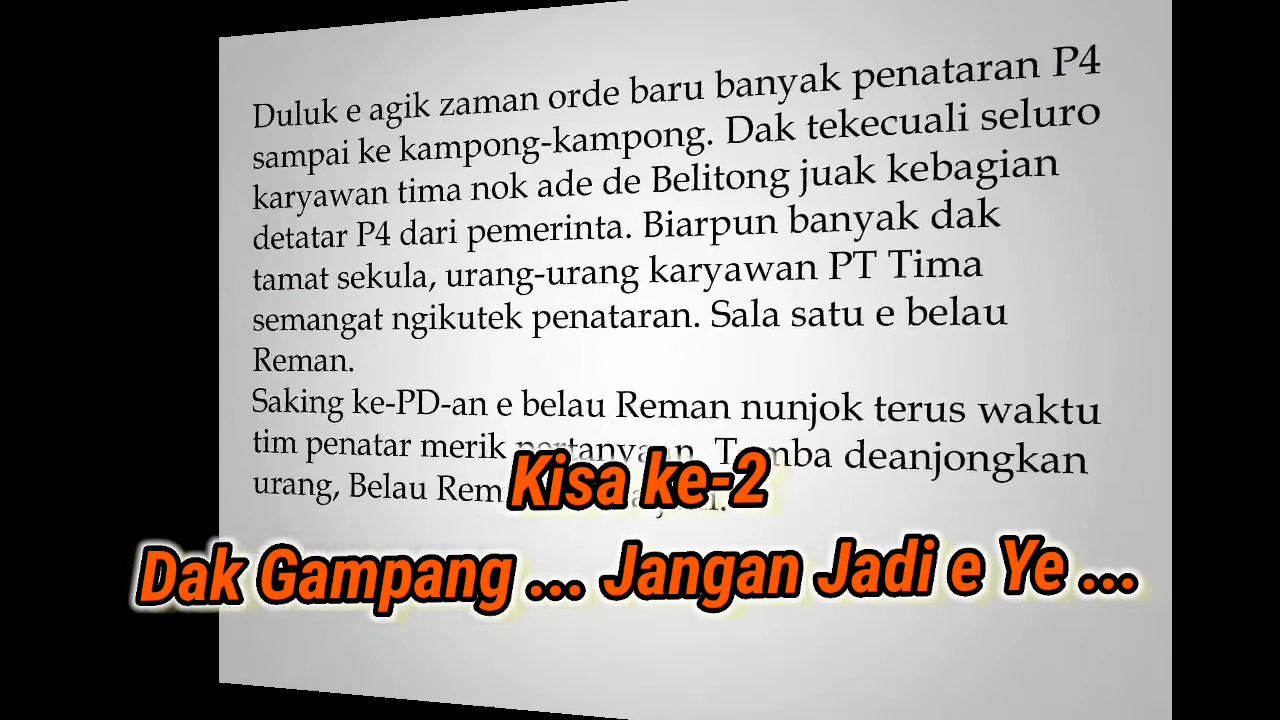 Duluk e agik zaman orde baru banyak penataran P4
sampai ke kampong-kampong. Dak tekecuali seluro
karyawan tima nok ade de Belitong juak kebagian
detatar P4 dari pemerinta. Biarpun banyak dak
tamat sekula, urang-urang karyawan PT Tima
semangat ngikutek penataran. Sala satu e belau
Reman.
Saking ke-PD-an e belau Reman nunjok terus waktu
tim penatar merik pertanyaan. Tamba deanjongkan
urang, Belau
Kisa ke-2
Dak Gampang ... Jangan Jadi e Ye ...